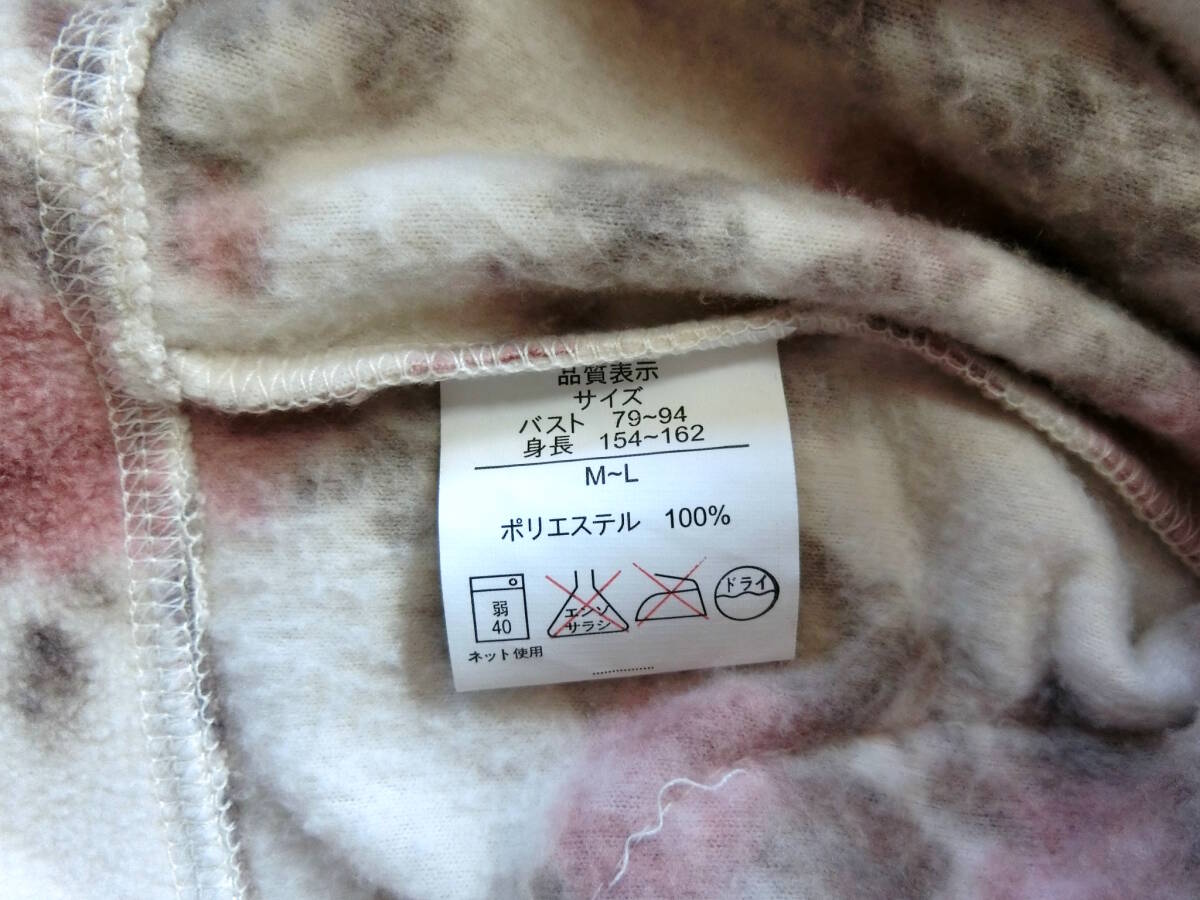 品質表示
サイズ
バスト 79~94
身長 154~162
M~L
ポリエステル 100%
弱
40
エンソ
サラシ
ドライ
ネット使用